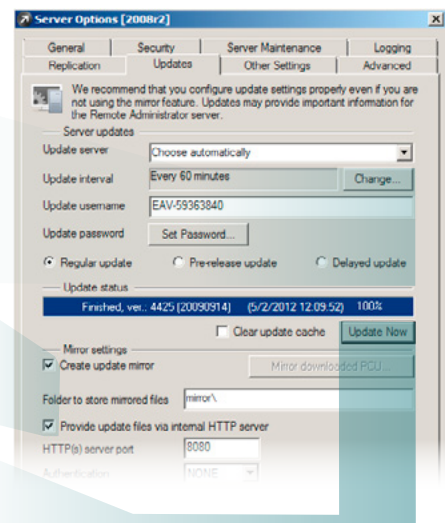 Server Options [2008r2]
General Security Server Maintenance Logging
Replication Updates Other Settings Advanced
We recommend that you configure update settings properly even if you are
not using the mirror feature. Updates may provide important information for
the Remote Administrator server.
Server updates
Update server Choose automatically
Update interval Every 60 minutes Change...
Update username EAV-59363840
Update password Set Password...
Regular update Pre-release update Delayed update
Update status
Finished, ver.: 4425 (20090914) (5/2/2012 12.09.52) 100%
Clear update cache Update Now
Mirror settings
Create update mirror Mirror downloaded PCU...
Folder to store mirrored files mirror\
Provide update files via internal HTTP server
HTTP(s) server port 8080
Authentication NONE